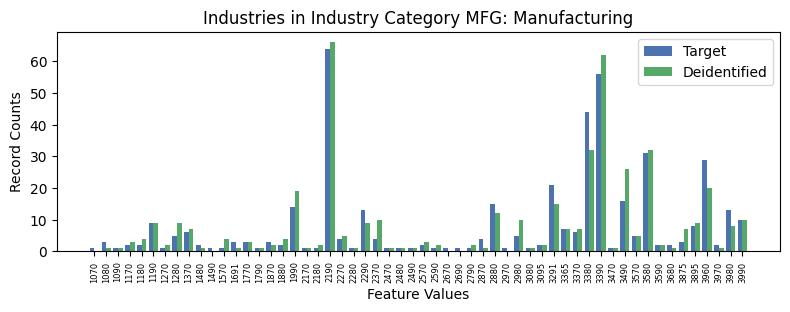 Industries in Industry Category MFG: Manufacturing
Target
Deidentified
Record Counts
60
50
40
30
20
10
0
1070 1080 1090 1170 1180 1190 1270 1280 1370 1480 1490 1570 1691 1770 1790 1870 1880 1990 2170 2180 2190 2270 2280 2290 2370 2470 2480 2490 2570 2590 2670 2690 2790 2870 2880 2970 2980 3080 3095 3291 3365 3370 3380 3390 3470 3490 3570 3580 3590 3680 3875 3895 3960 3970 3980 3990
Feature Values